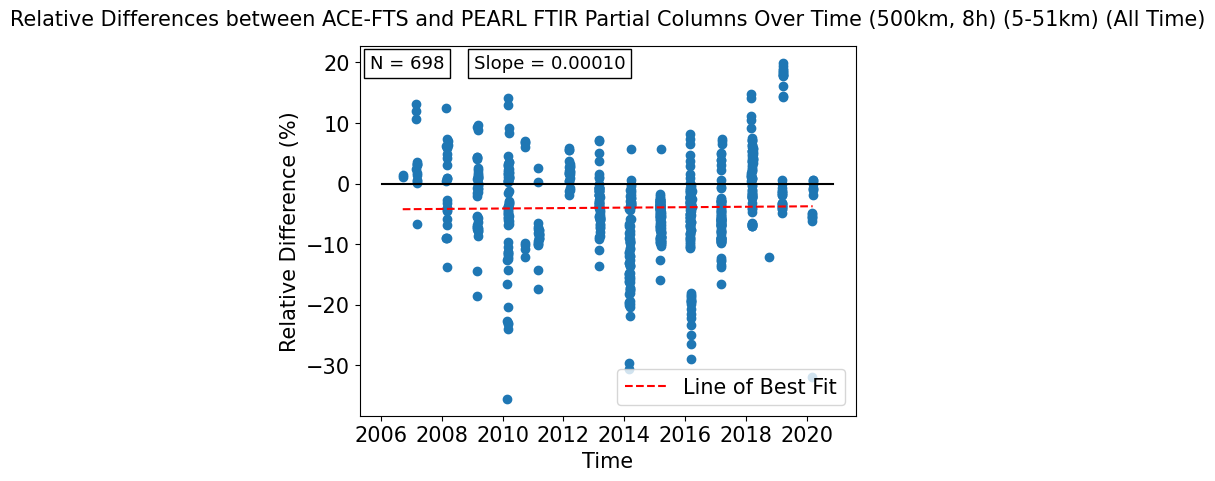 Relative Differences between ACE-FTS and PEARL FTIR Partial Columns Over Time (500km, 8h) (5-51km) (All Time)
N = 698
Slope = 0.00010
20
10
0
−10
−20
−30
Relative Difference (%)
Line of Best Fit
2006 2008 2010 2012 2014 2016 2018 2020
Time